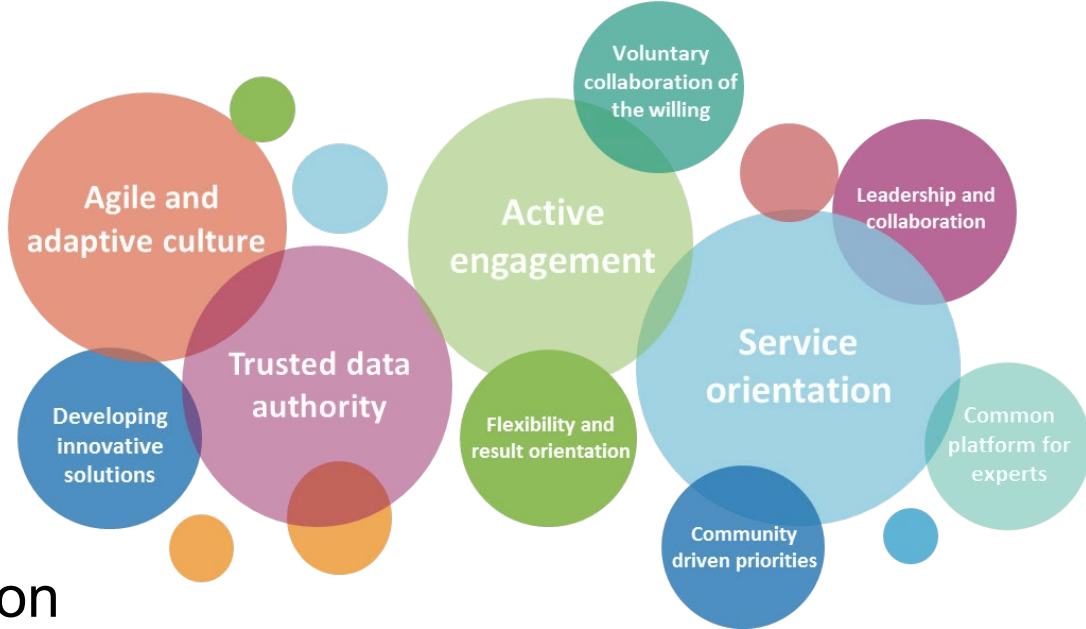 Voluntary
collaboration of
the willing
Agile and
adaptive culture
Active
engagement
Leadership and
collaboration
Trusted data
authority
Service
orientation
Developing
innovative
solutions
Flexibility and
result orientation
Common
platform for
experts
Community
driven priorities
on